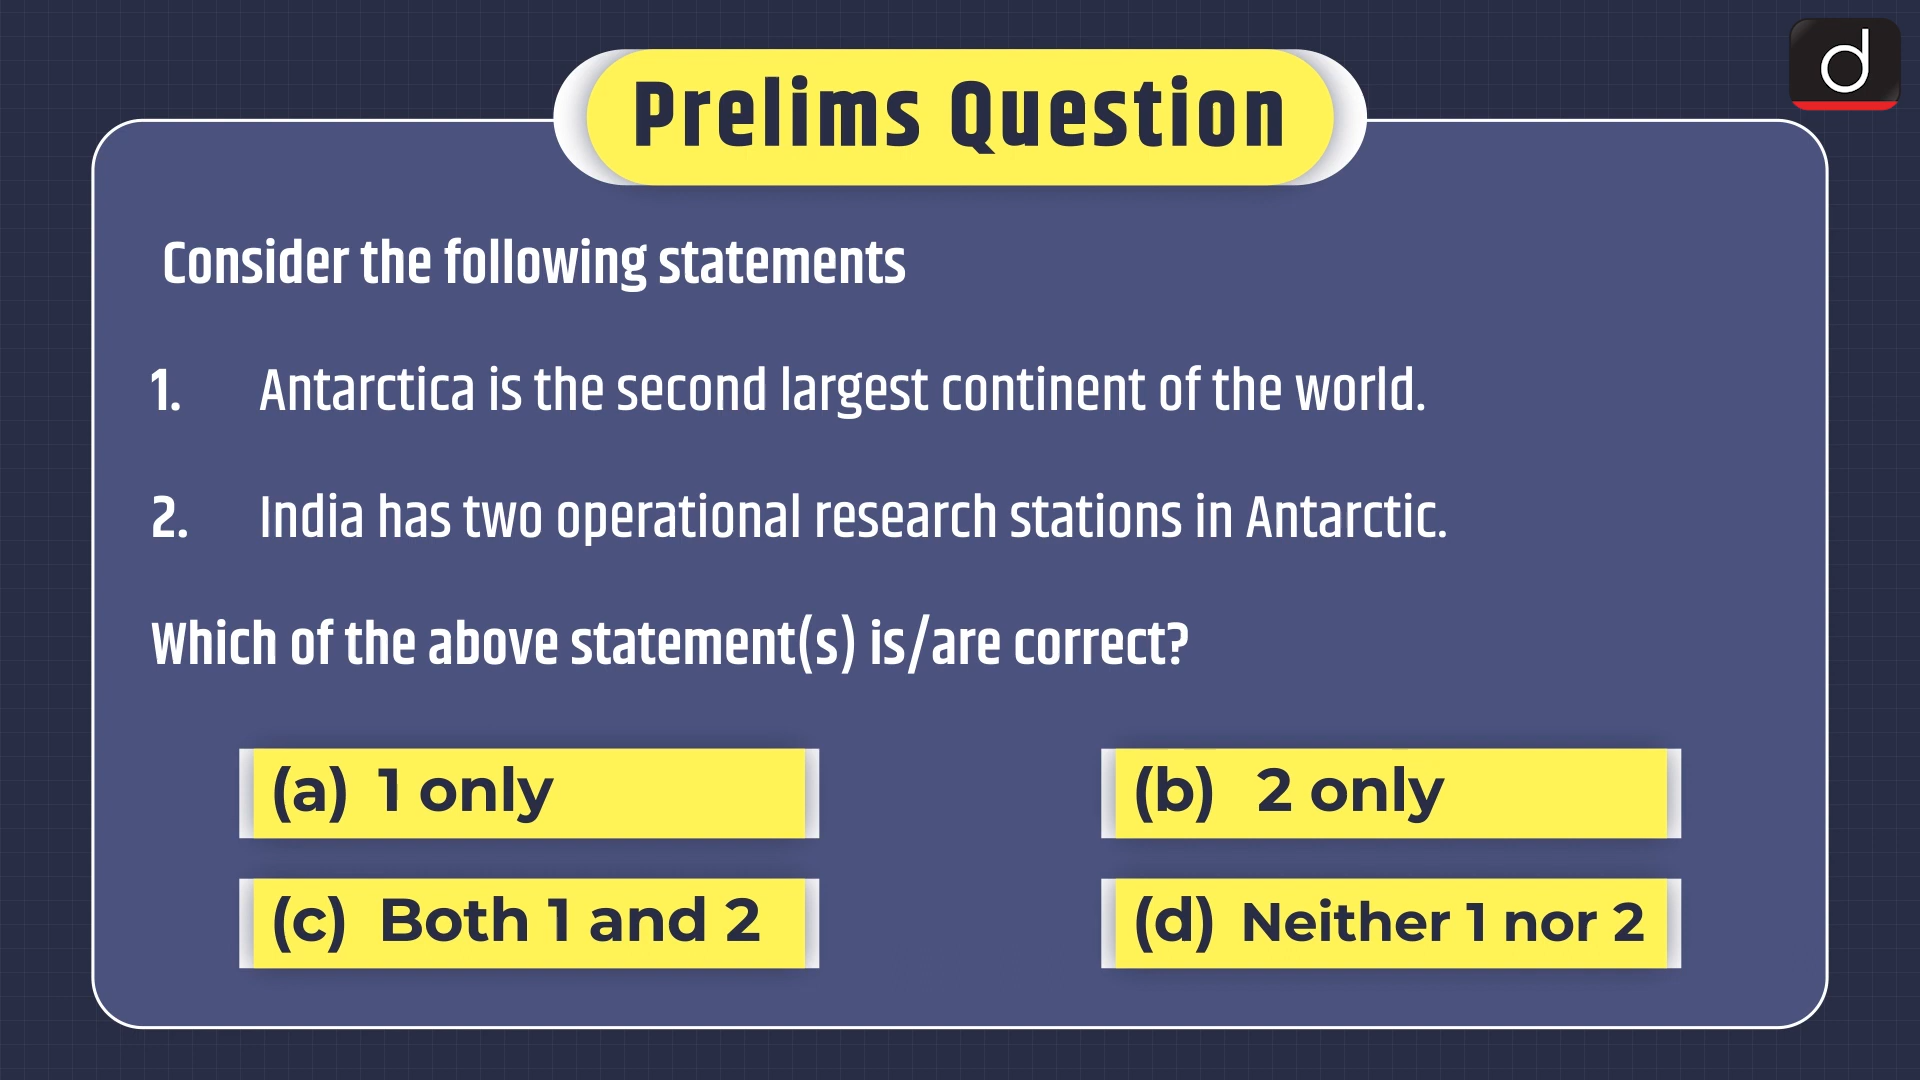 d
Prelims Question
Consider the following statements
1. Antarctica is the second largest continent of the world.
2. India has two operational research stations in Antarctic.
Which of the above statement(s) is/are correct?
(a) 1 only
(b) 2 only
(c) Both 1 and 2
(d) Neither 1 nor 2